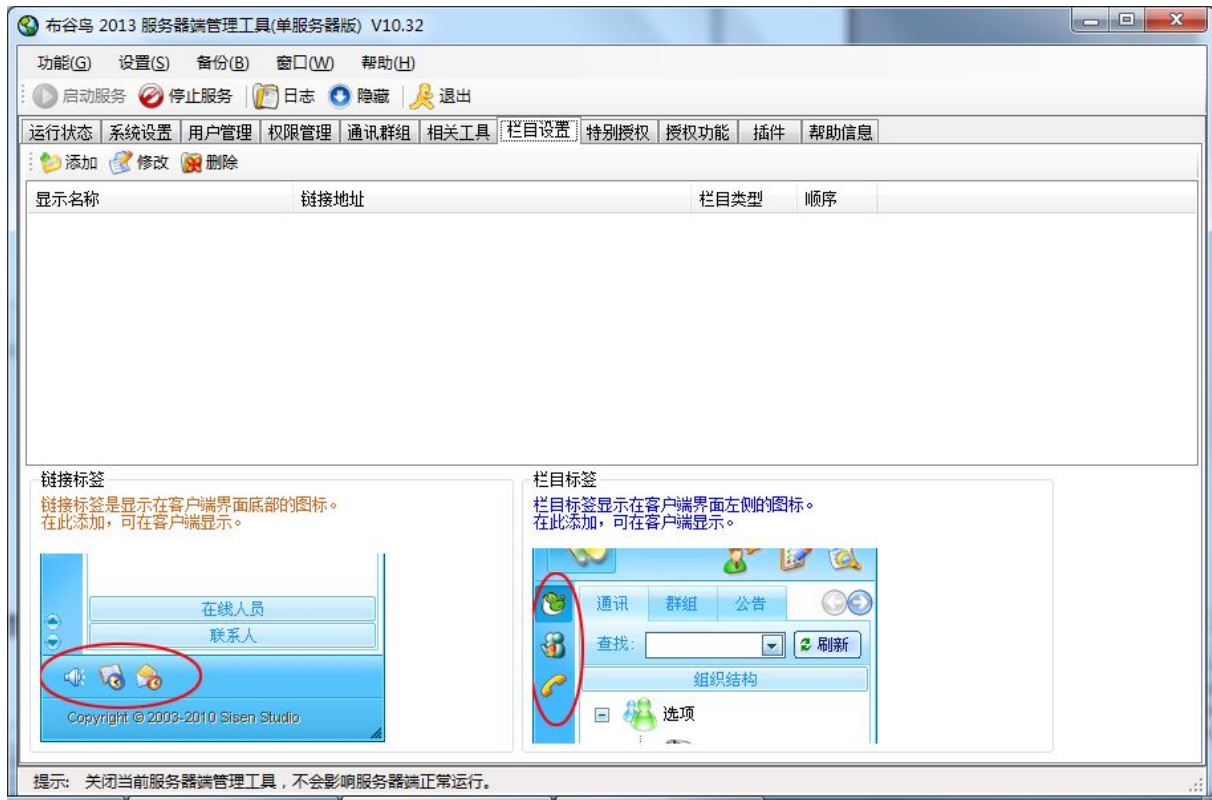 布谷鸟 2013 服务器端管理工具(单服务器版) V10.32
功能(G) 设置(S) 备份(B) 窗口(W) 帮助(H)
启动服务 停止服务 日志 隐藏 退出
运行状态 系统设置 用户管理 权限管理 通讯群组 相关工具 栏目设置 特别授权 授权功能 插件 帮助信息
添加 修改 删除
显示名称 链接地址 栏目类型 顺序
链接标签
链接标签是显示在客户端界面底部的图标。
在此添加，可在客户端显示。
在线人员
联系人
Copyright © 2003-2010 Sisen Studio
栏目标签
栏目标签显示在客户端界面左侧的图标。
在此添加，可在客户端显示。
通讯 群组 公告
查找: 刷新
组织结构
选项
提示: 关闭当前服务器端管理工具，不会影响服务器端正常运行。